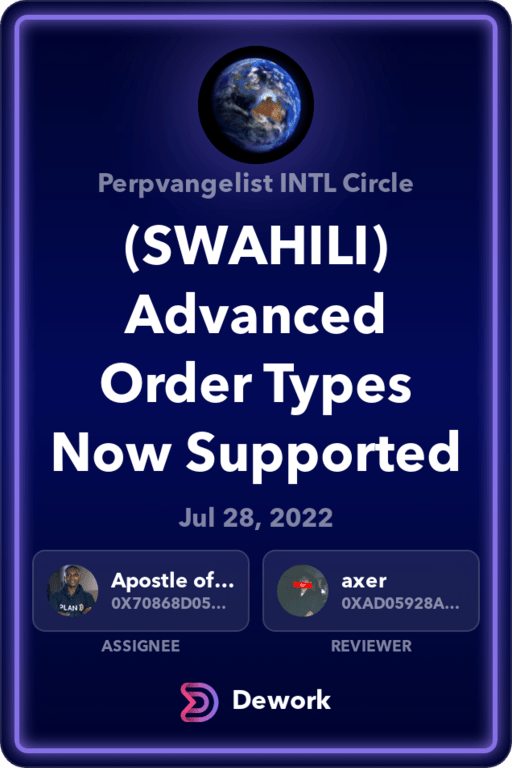 Perpvangelist INTL Circle
(SWAHILI)
Advanced
Order Types
Now Supported
Jul 28, 2022
Apostle of...
0X70868D05...
ASSIGNEE
axer
0XAD05928A...
REVIEWER
Dework